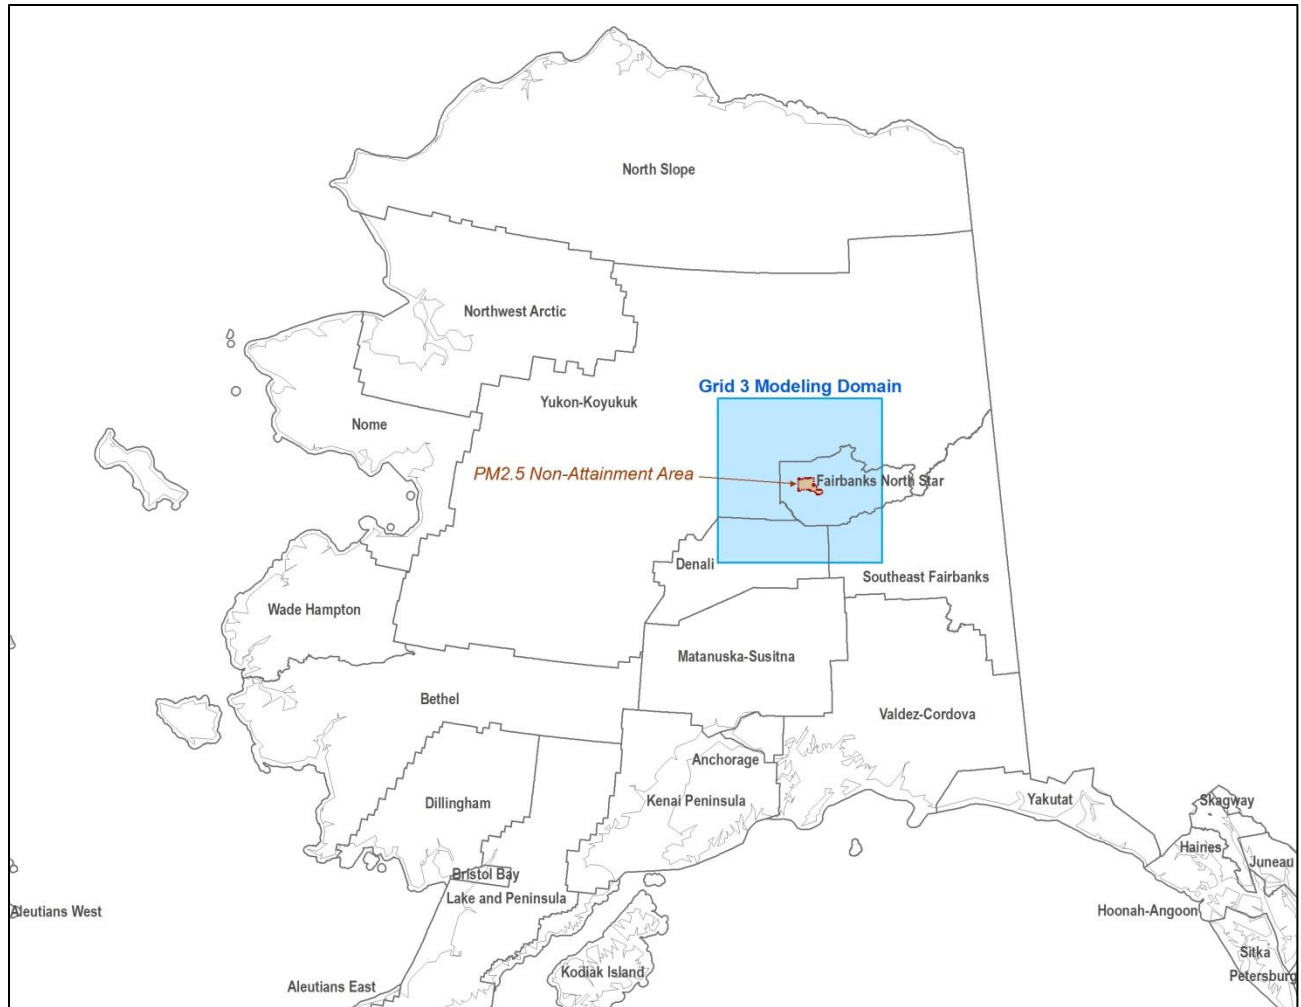 North Slope
Northwest Arctic
Grid 3 Modeling Domain
Yukon-Koyukuk
Nome
PM2.5 Non-Attainment Area
Fairbanks North Star
Denali
Southeast Fairbanks
Wade Hampton
Matanuska-Susitna
Bethel
Valdez-Cordova
Anchorage
Dillingham
Kenai Peninsula
Yakutat
Skagway
Haines
Juneau
Bristol Bay
Lake and Peninsula
Aleutians West
Hoonah-Angoon
Sitka
Kodiak Island
Petersburg
Aleutians East